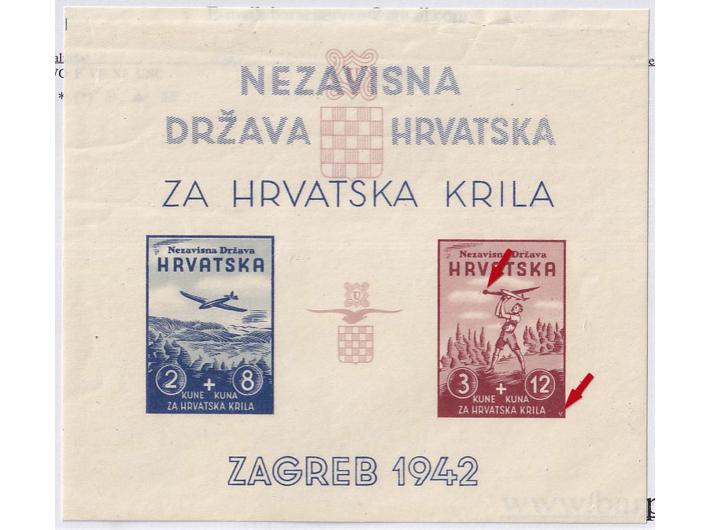 NEZAVISNA
DRŽAVA HRVATSKA
ZA HRVATSKA KRILA
Nezavisna Država
HRVATSKA
2 + 8
KUNE KUNA
ZA HRVATSKA KRILA
Nezavisna Država
HRVATSKA
3 + 12
KUNE KUNA
ZA HRVATSKA KRILA
U
ZAGREB 1942